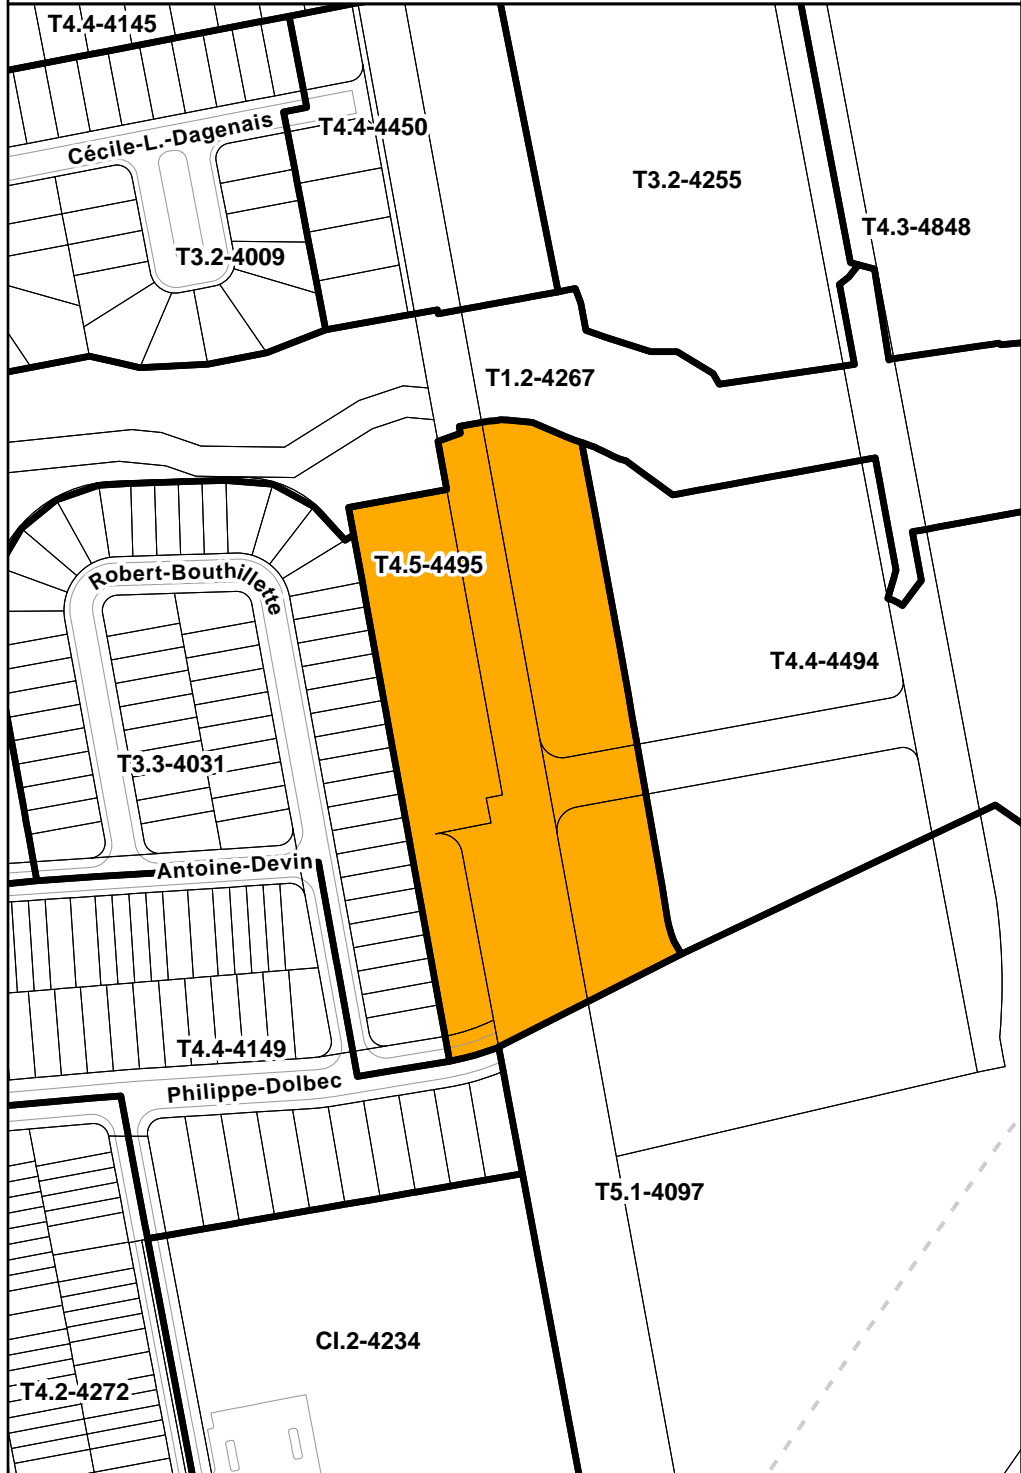 T4.4-4145
Cécile-L.-Dagenais
T4.4-4450
T3.2-4255
T4.3-4848
T3.2-4009
T1.2-4267
T4.5-4495
Robert-Bouthillette
T4.4-4494
T3.3-4031
Antoine-Devin
T4.4-4149
Philippe-Dolbec
T5.1-4097
CI.2-4234
T4.2-4272